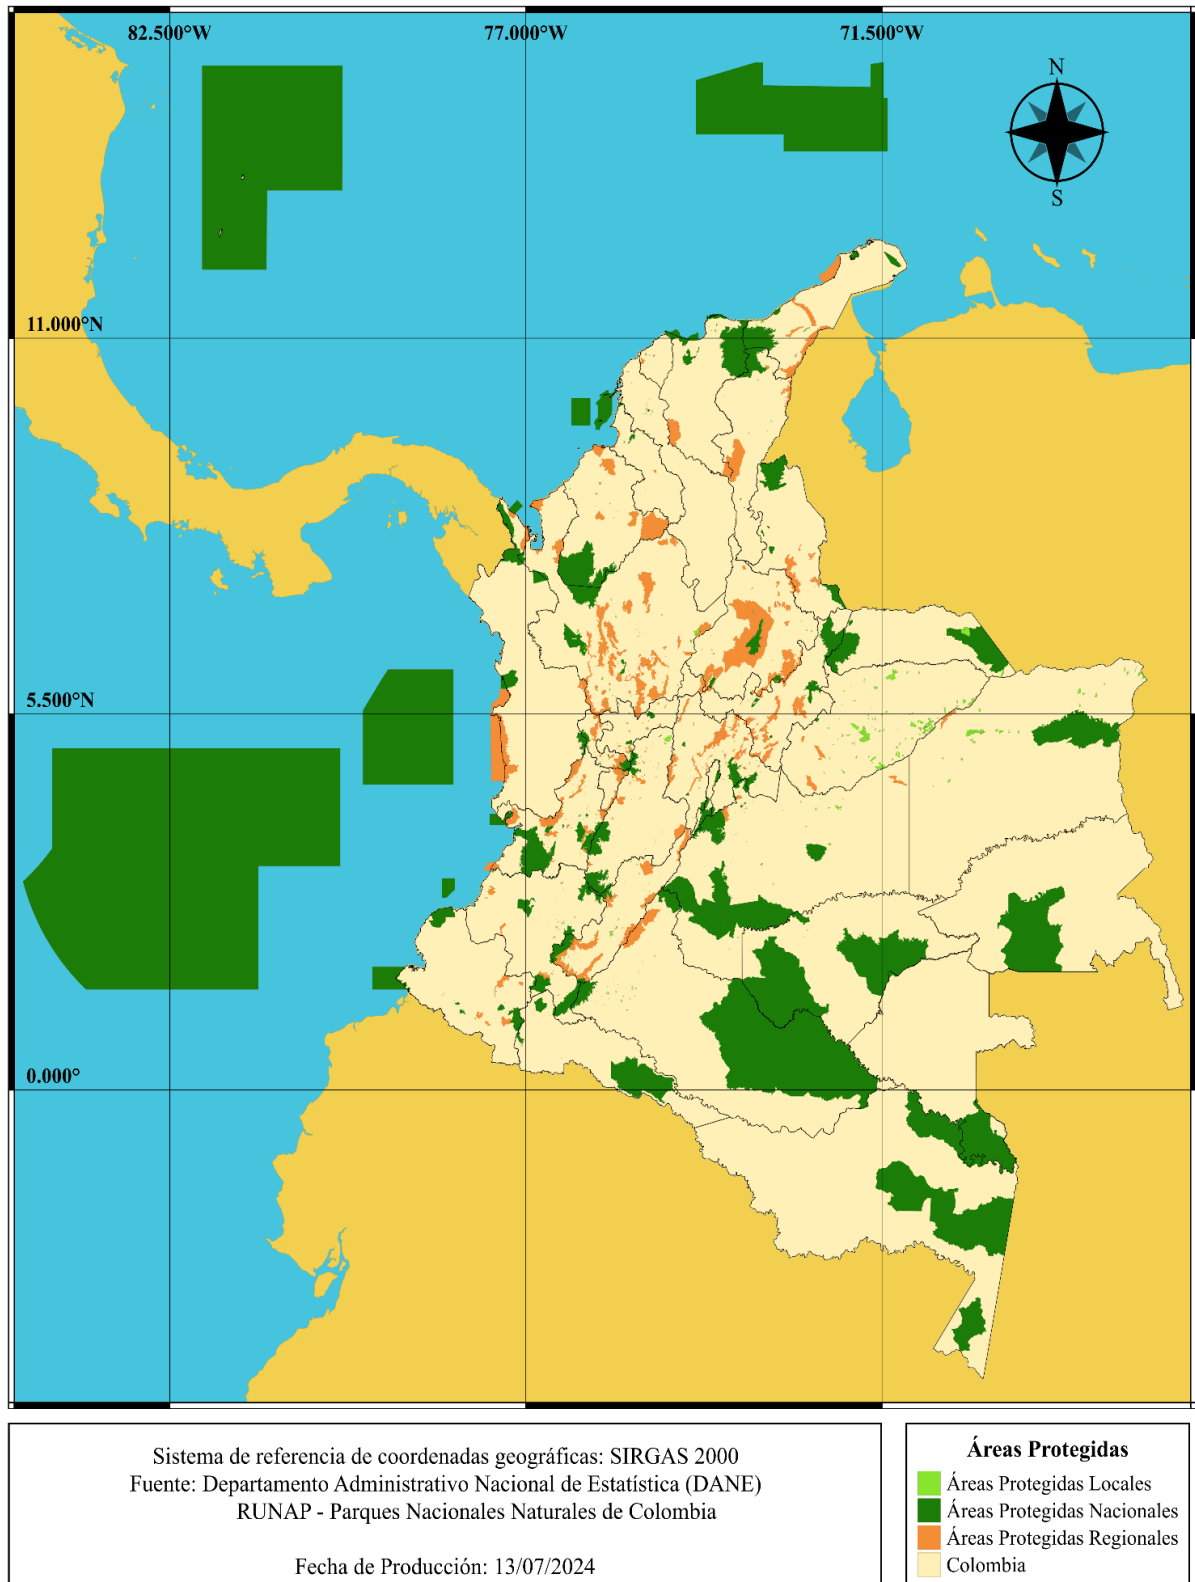 82.500°W 77.000°W 71.500°W
N
S
11.000°N
5.500°N
0.000°
Sistema de referencia de coordenadas geográficas: SIRGAS 2000
Fuente: Departamento Administrativo Nacional de Estatística (DANE)
RUNAP - Parques Nacionales Naturales de Colombia
Fecha de Producción: 13/07/2024
Áreas Protegidas
Áreas Protegidas Locales
Áreas Protegidas Nacionales
Áreas Protegidas Regionales
Colombia